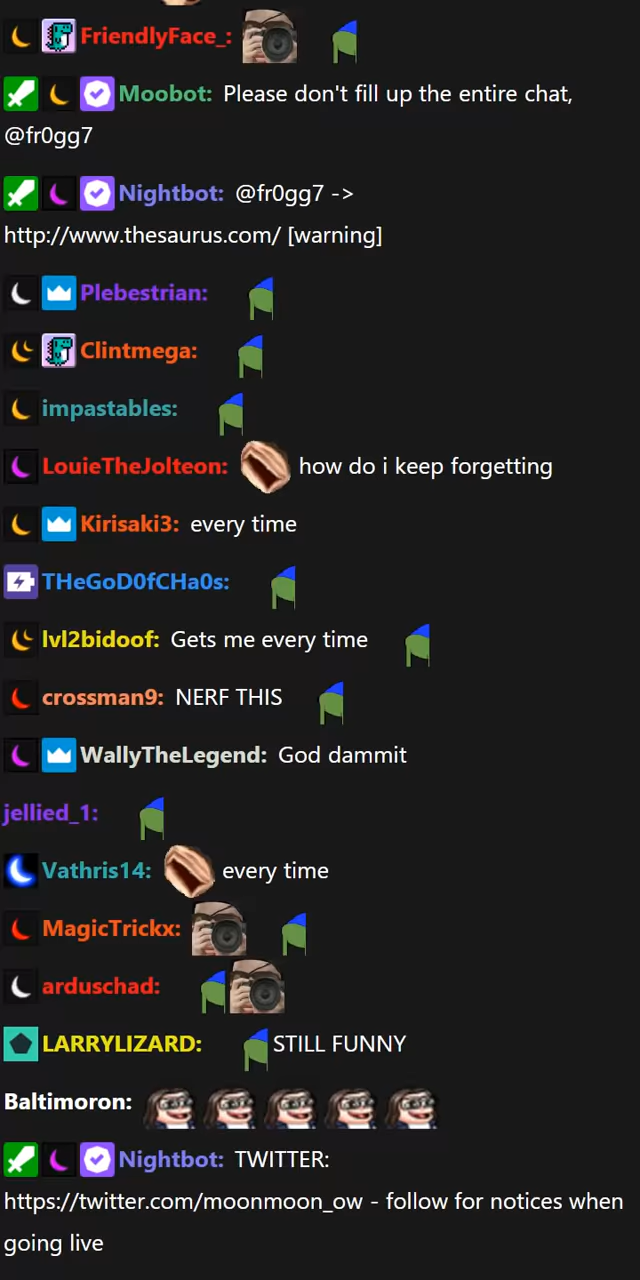 FriendlyFace_:
Moobot: Please don't fill up the entire chat,
@fr0gg7
Nightbot: @fr0gg7 ->
http://www.thesaurus.com/ [warning]
Plebestrian:
Clintmega:
impastables:
LouieTheJolteon: how do i keep forgetting
Kirisaki3: every time
THeGoD0fCHa0s:
lvl2bidoof: Gets me every time
crossman9: NERF THIS
WallyTheLegend: God dammit
jellied_1:
Vathris14: every time
MagicTrickx:
arduschad:
LARRYLIZARD: STILL FUNNY
Baltimoron:
Nightbot: TWITTER:
https://twitter.com/moonmoon_ow - follow for notices when
going live